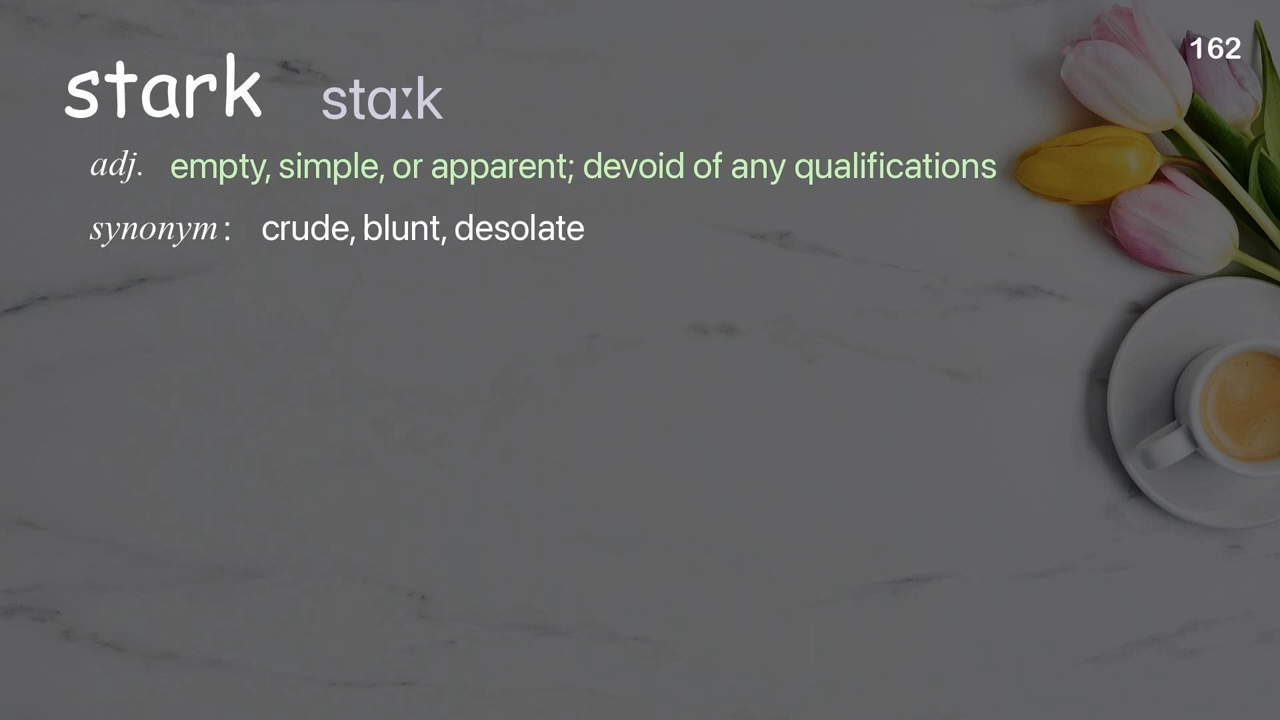 162
stark stɑːk
adj. empty, simple, or apparent; devoid of any qualifications
synonym : crude, blunt, desolate